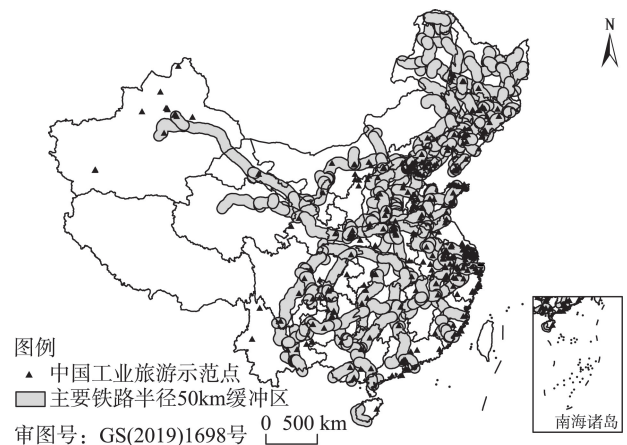 N
图例
中国工业旅游示范点
主要铁路半径50km缓冲区
审图号：GS(2019)1698号
0 500 km
南海诸岛